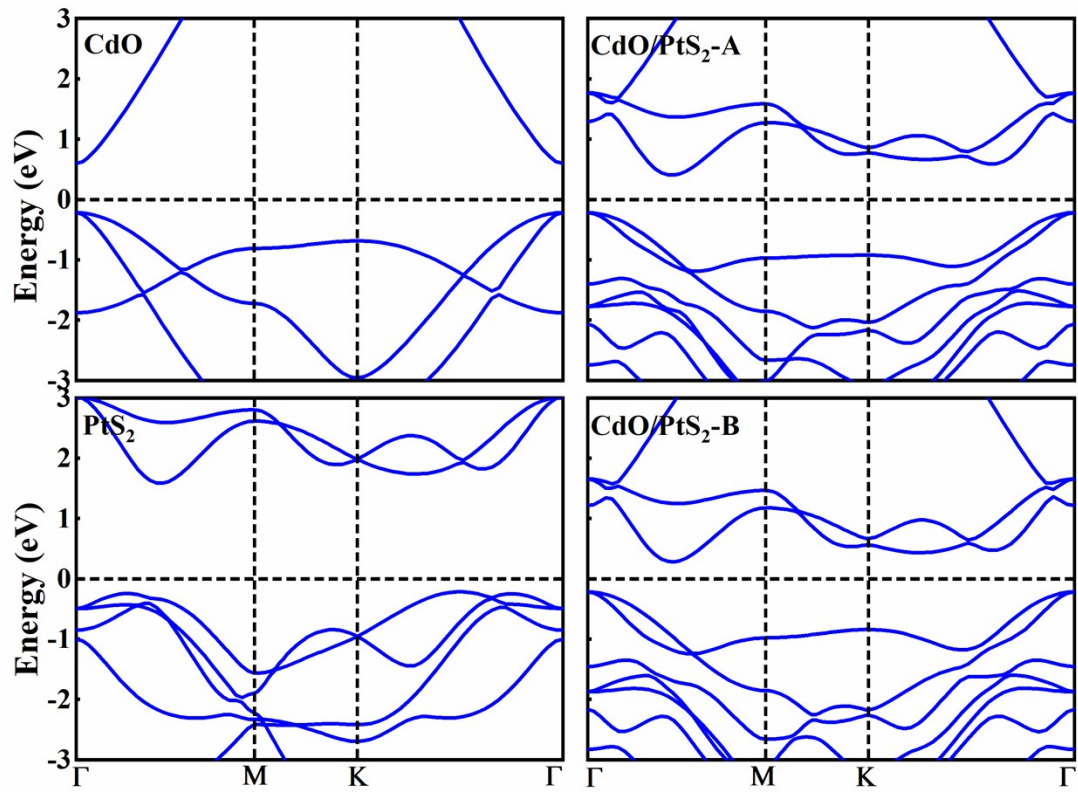 3
CdO
2
1
0
-1
-2
-3
Energy (eV)
CdO/PtS₂-A
3
PtS₂
2
1
0
-1
-2
-3
Energy (eV)
Γ M K Γ
CdO/PtS₂-B
Γ M K Γ